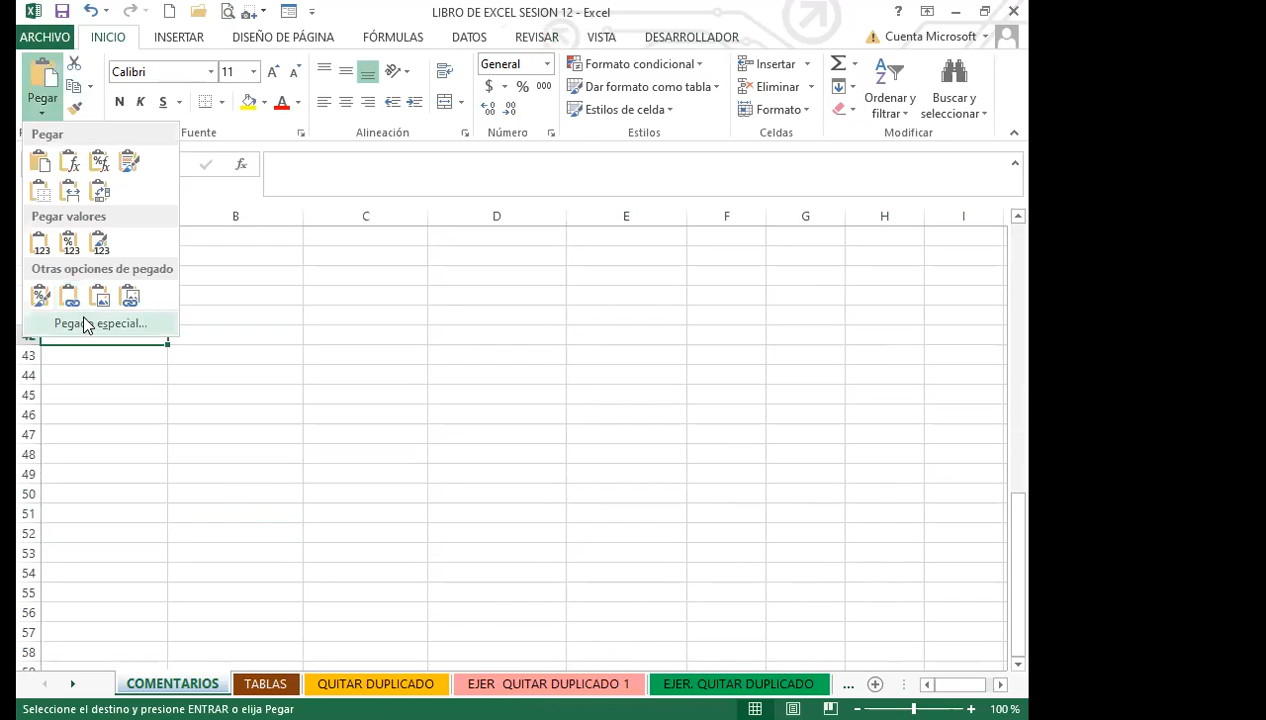 LIBRO DE EXCEL SESION 12 - Excel
ARCHIVO INICIO INSERTAR DISEÑO DE PÁGINA FÓRMULAS DATOS REVISAR VISTA DESARROLLADOR Cuenta Microsoft
Pegar
Calibri 11
N K S
Fuente
Alineación
General
$ % 000
Número
Formato condicional
Dar formato como tabla
Estilos de celda
Estilos
Insertar
Eliminar
Formato
Celdas
Ordenar y
filtrar
Buscar y
seleccionar
Modificar
Pegar
Pegar valores
Otras opciones de pegado
Pegado especial...
fx
B C D E F G H I
43
44
45
46
47
48
49
50
51
52
53
54
55
56
57
58
COMENTARIOS TABLAS QUITAR DUPLICADO EJER QUITAR DUPLICADO 1 EJER. QUITAR DUPLICADO ...
Seleccione el destino y presione ENTRAR o elija Pegar
100 %